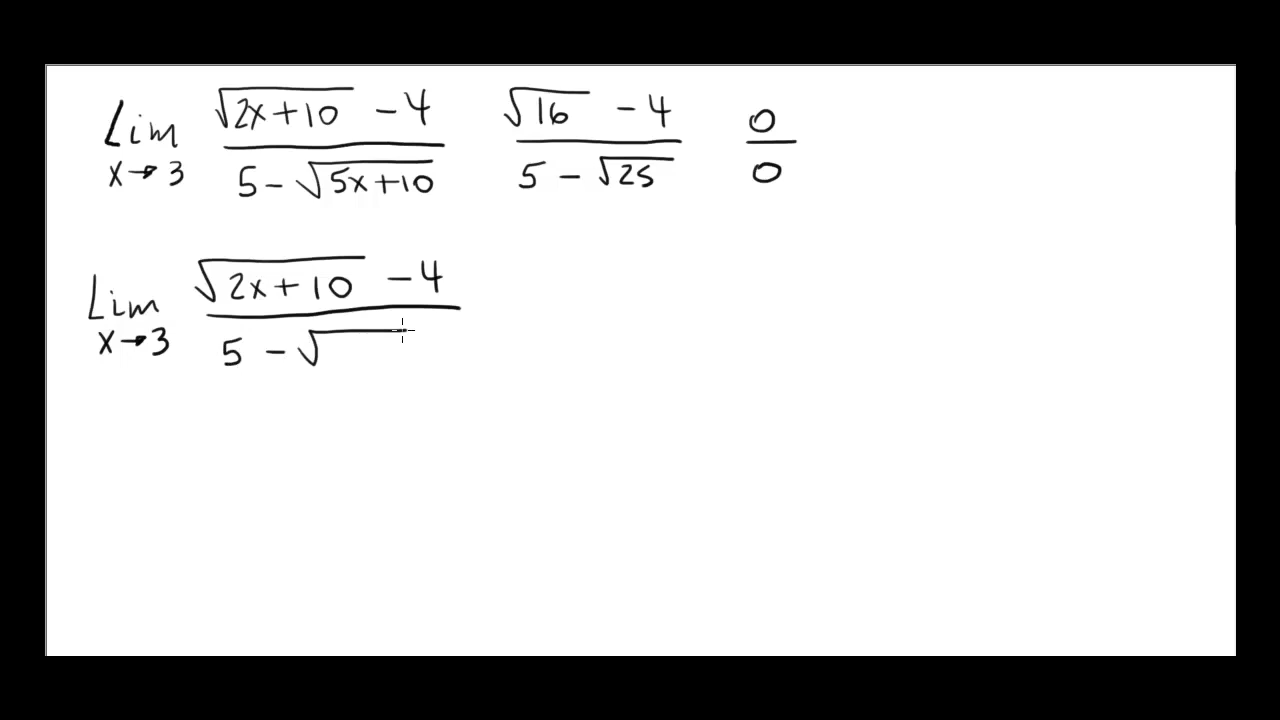 Lim x→3 (√(2x+10) - 4)/(5 - √(5x+10)) (√16 - 4)/(5 - √25) 0/0
Lim x→3 (√(2x+10) - 4)/(5 - √)